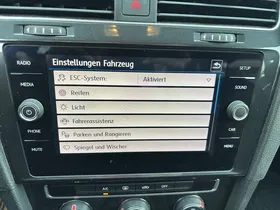 Einstellungen Fahrzeug
RADIO
MEDIA
PHONE
MUTE
ESC-System: Aktiviert
Reifen
Licht
Fahrerassistenz
Parken und Rangieren
Spiegel und Wischer
SETUP
CAR
MENU